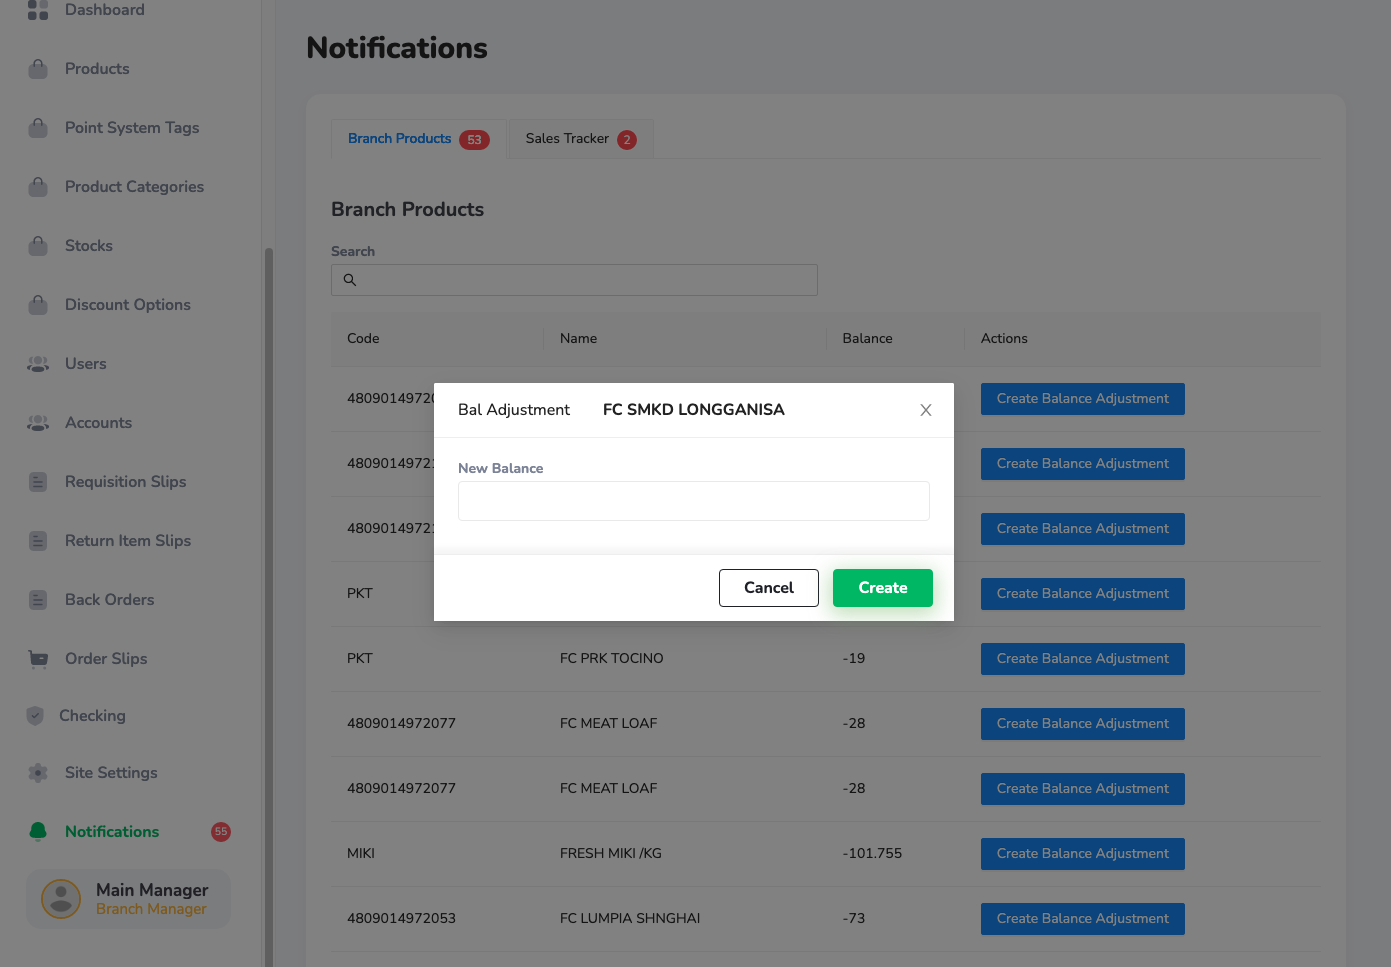 Dashboard
Products
Point System Tags
Product Categories
Stocks
Discount Options
Users
Accounts
Requisition Slips
Return Item Slips
Back Orders
Order Slips
Checking
Site Settings
Notifications 55
Main Manager
Branch Manager
Notifications
Branch Products 53 Sales Tracker 2
Branch Products
Search
Code Name Balance Actions
Create Balance Adjustment
Create Balance Adjustment
Create Balance Adjustment
PKT Create Balance Adjustment
PKT FC PRK TOCINO -19 Create Balance Adjustment
4809014972077 FC MEAT LOAF -28 Create Balance Adjustment
4809014972077 FC MEAT LOAF -28 Create Balance Adjustment
MIKI FRESH MIKI /KG -101.755 Create Balance Adjustment
4809014972053 FC LUMPIA SHNGHAI -73 Create Balance Adjustment
Bal Adjustment FC SMKD LONGGANISA
New Balance
Cancel Create